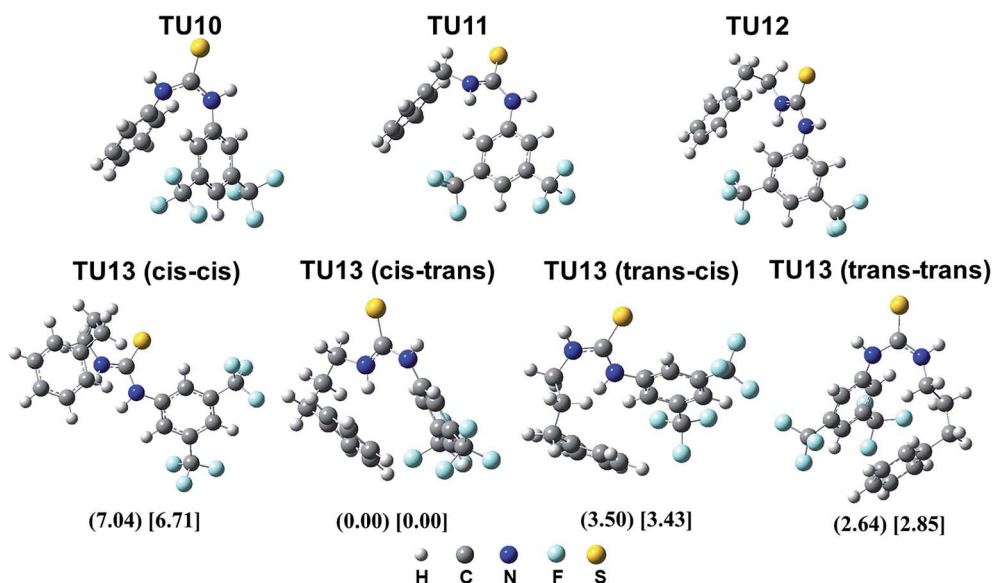 TU10 TU11 TU12
TU13 (cis-cis) TU13 (cis-trans) TU13 (trans-cis) TU13 (trans-trans)
(7.04) [6.71] (0.00) [0.00] (3.50) [3.43] (2.64) [2.85]
H C N F S